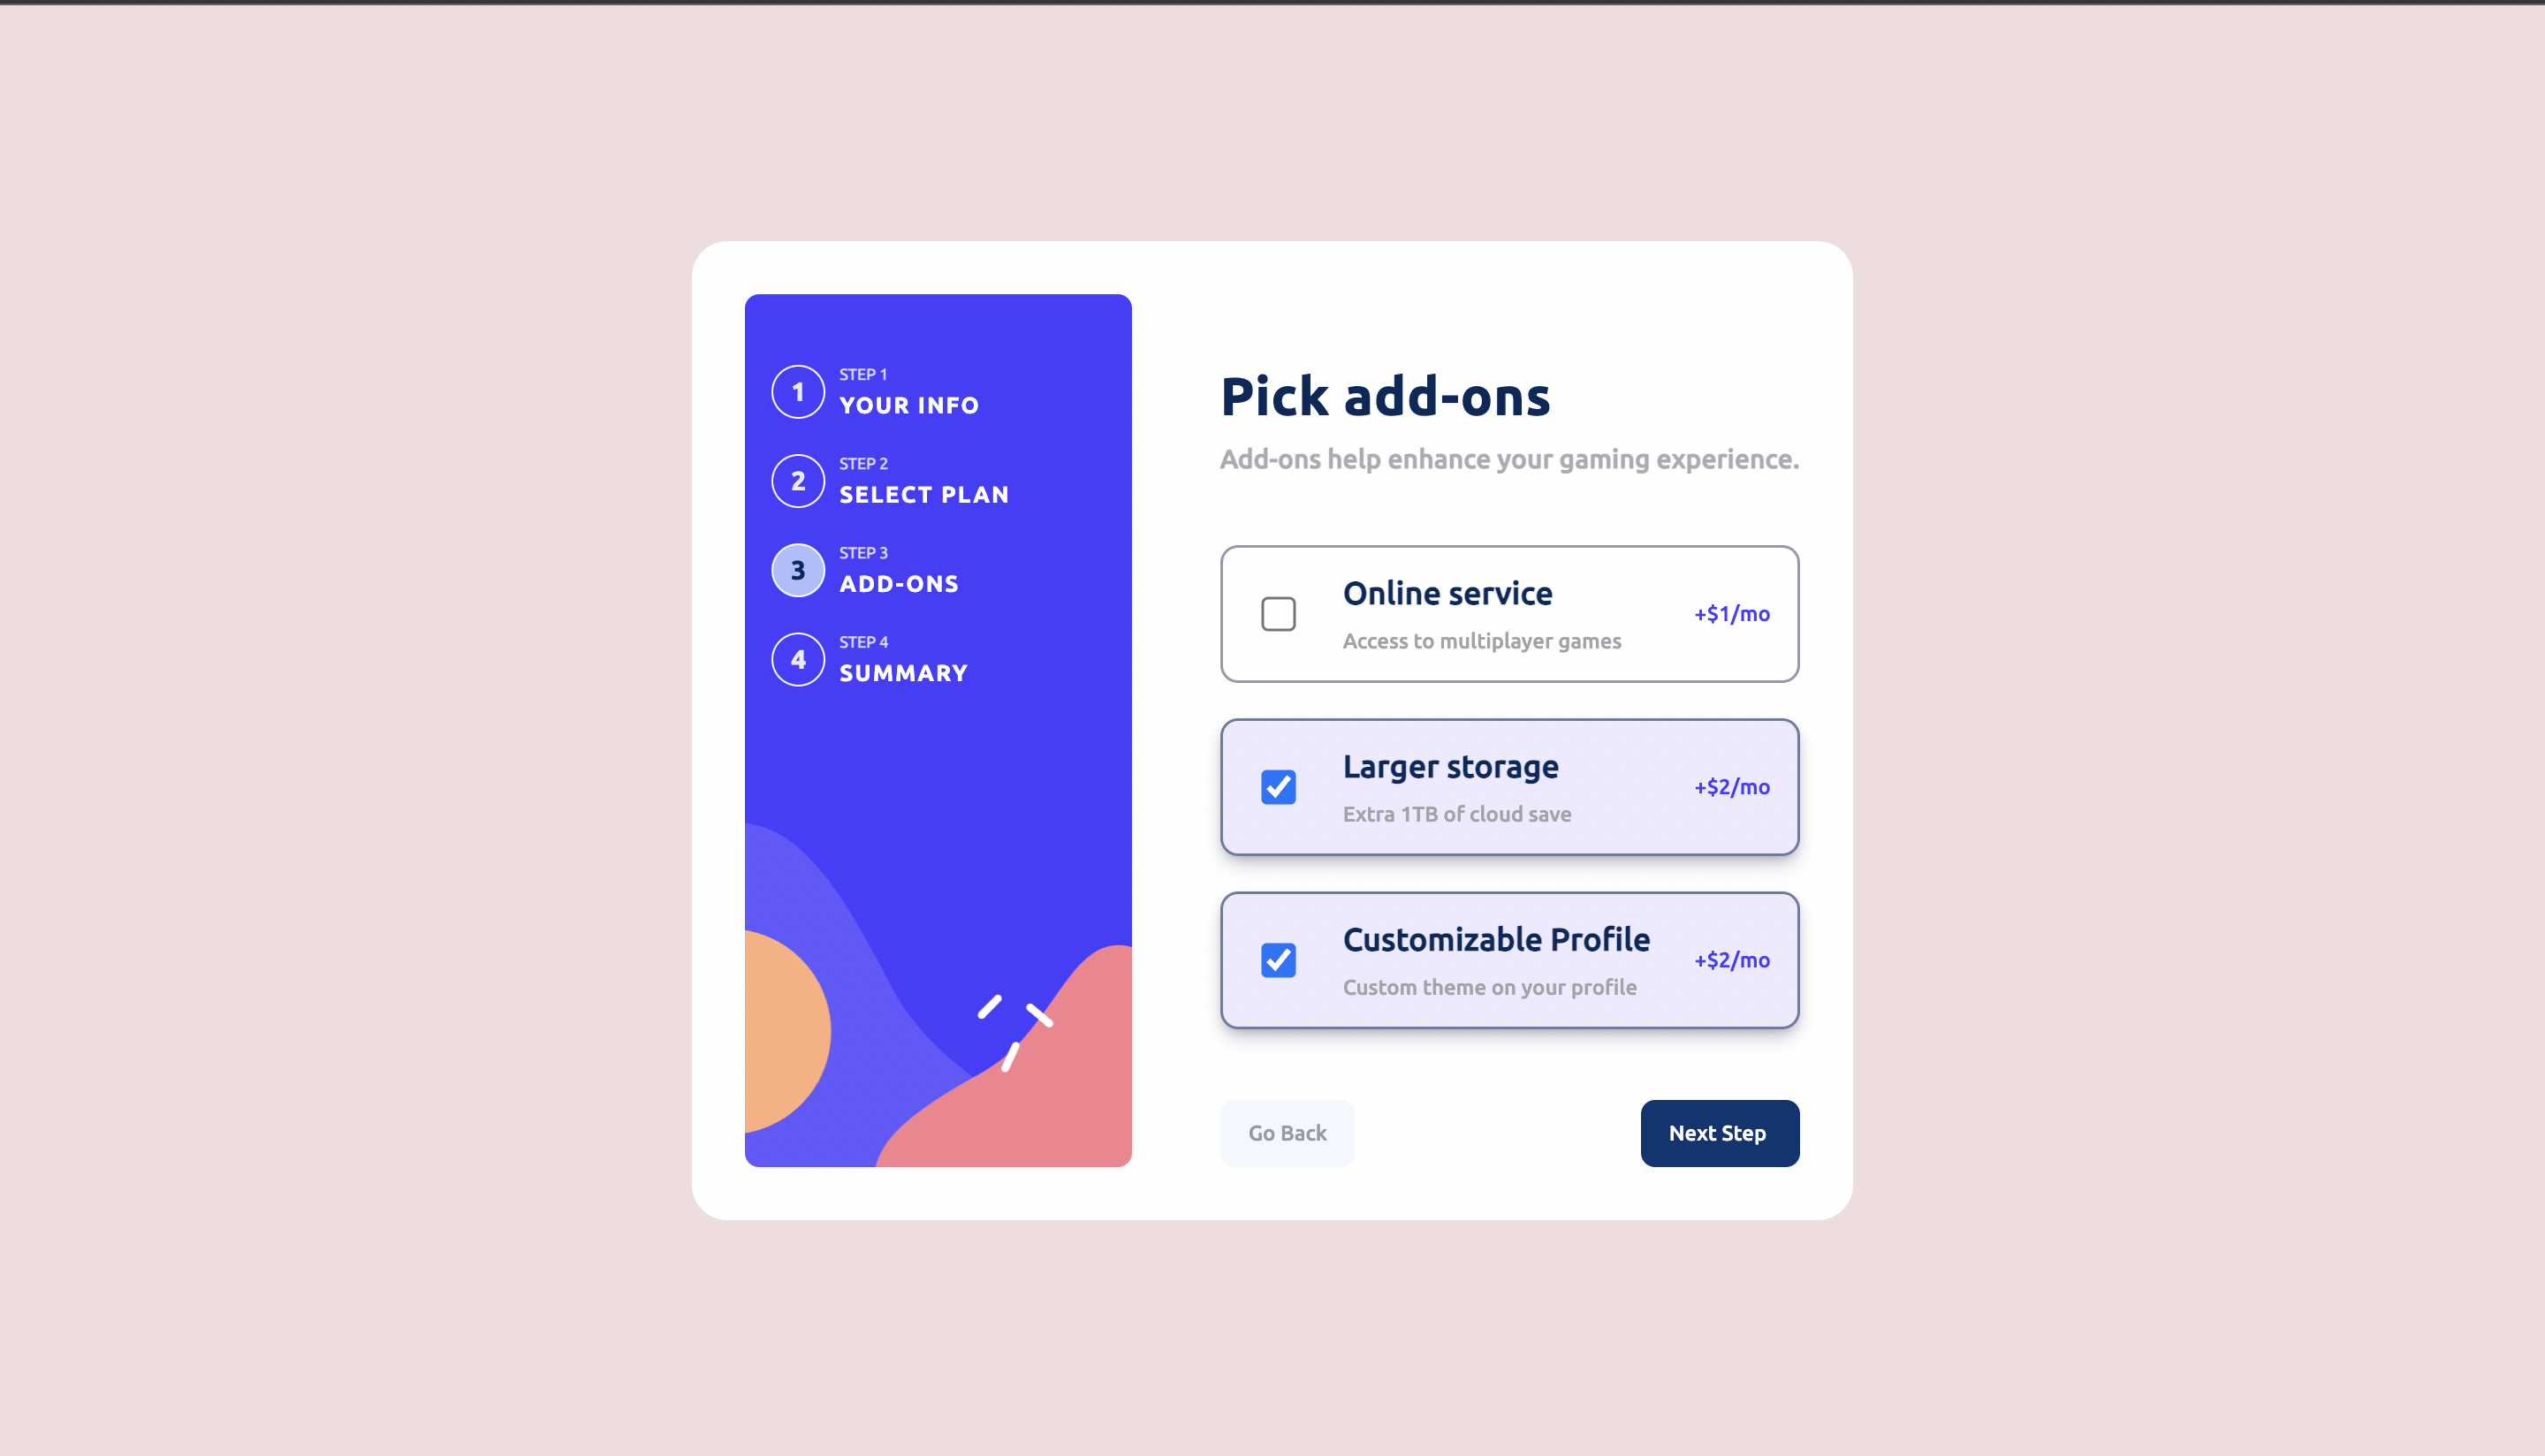 1
STEP 1
YOUR INFO
2
STEP 2
SELECT PLAN
3
STEP 3
ADD-ONS
4
STEP 4
SUMMARY
Pick add-ons
Add-ons help enhance your gaming experience.
Online service
Access to multiplayer games
+$1/mo
Larger storage
Extra 1TB of cloud save
+$2/mo
Customizable Profile
Custom theme on your profile
+$2/mo
Go Back
Next Step